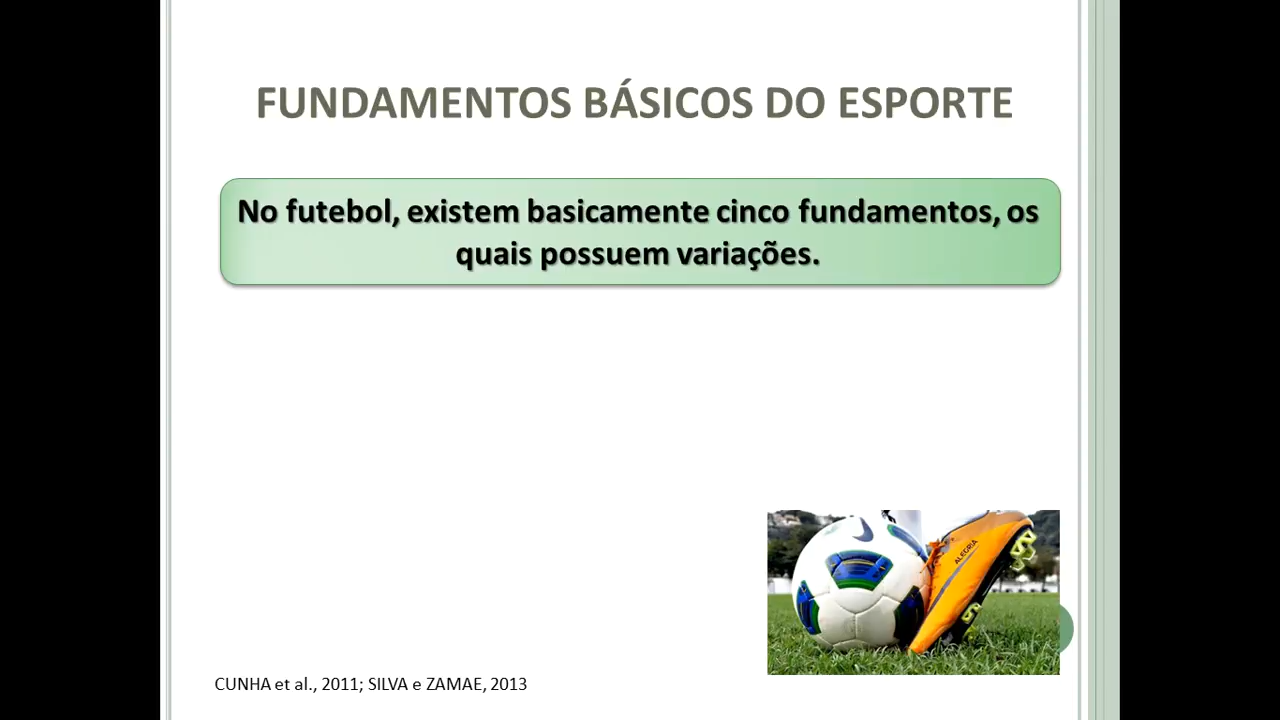 FUNDAMENTOS BÁSICOS DO ESPORTE
No futebol, existem basicamente cinco fundamentos, os
quais possuem variações.
ALEGRIA
CUNHA et al., 2011; SILVA e ZAMAE, 2013